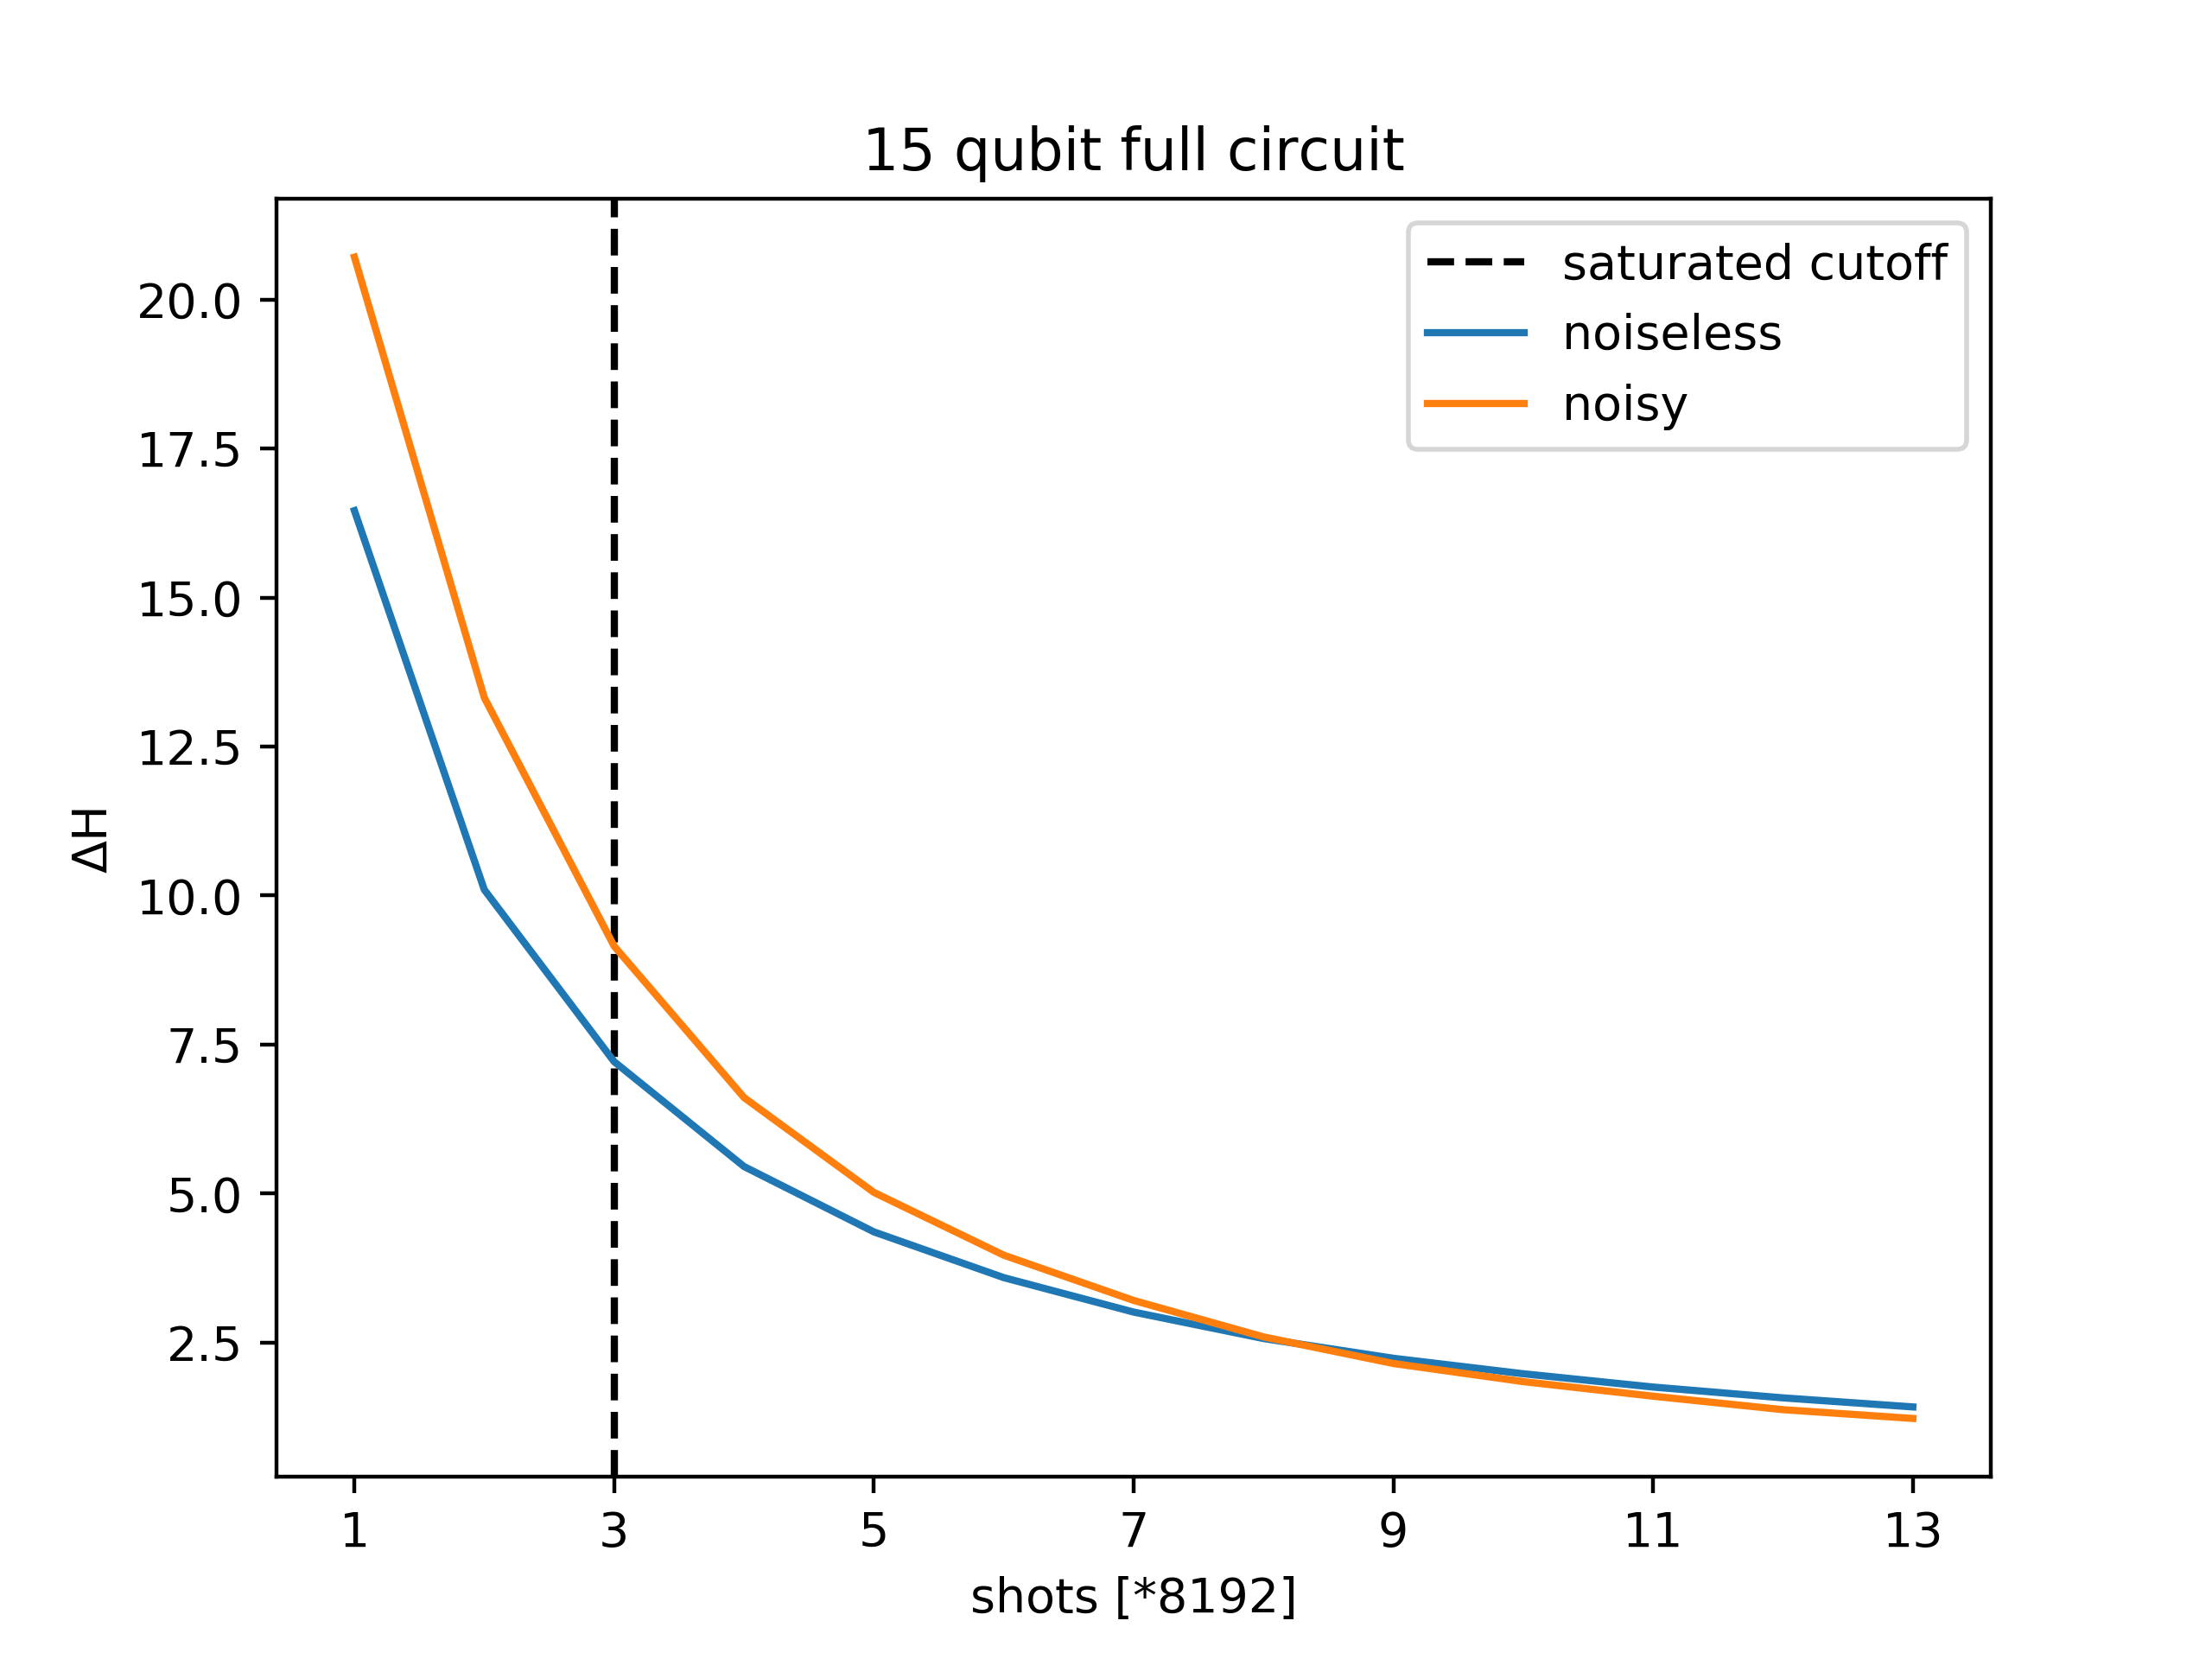 15 qubit full circuit
saturated cutoff
noiseless
noisy
20.0
17.5
15.0
12.5
10.0
7.5
5.0
2.5
ΔH
1 3 5 7 9 11 13
shots [*8192]